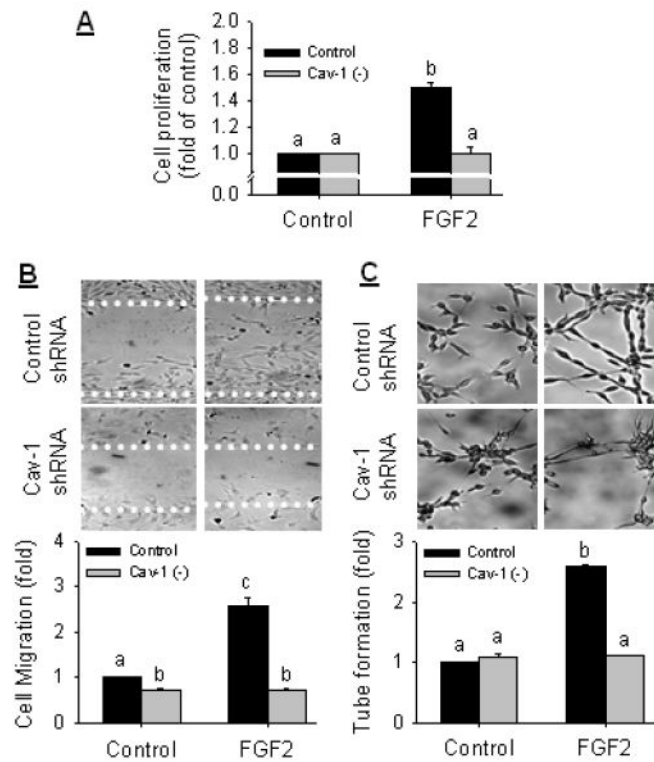 A
Cell proliferation
(fold of control)
2.0
1.8
1.6
1.4
1.2
1.0
0.0
Control
Cav-1 (-)
a
a
b
a
Control
FGF2
B
Control
shRNA
Cav-1
shRNA
Cell Migration (fold)
4
3
2
1
0
Control
Cav-1 (-)
a
b
c
b
Control
FGF2
C
Control
shRNA
Cav-1
shRNA
Tube formation (fold)
3
2
1
0
Control
Cav-1 (-)
a
a
b
a
Control
FGF2